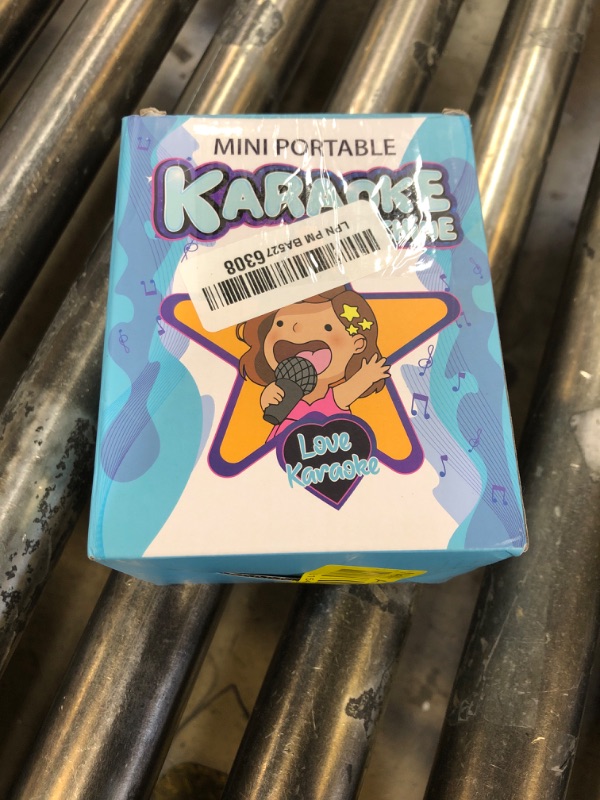 MINI PORTABLE
KARAOKE
LPN PM BA527 6308
Love
Karaoke